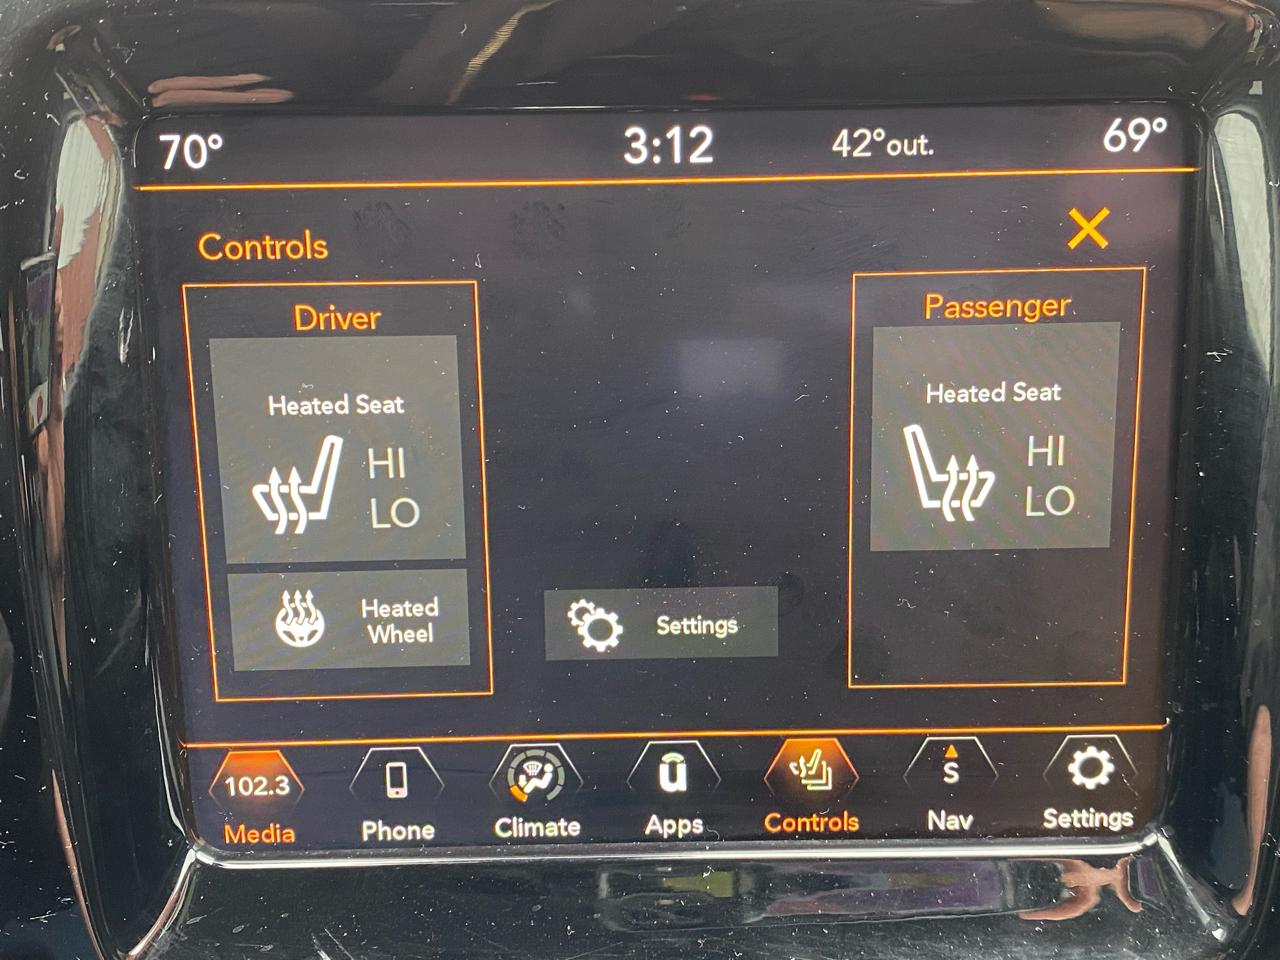 70° 3:12 42°out. 69°
Controls
Driver
Heated Seat
HI
LO
Heated
Wheel
Settings
Passenger
Heated Seat
HI
LO
102.3 ū S
Media Phone Climate Apps Controls Nav Settings